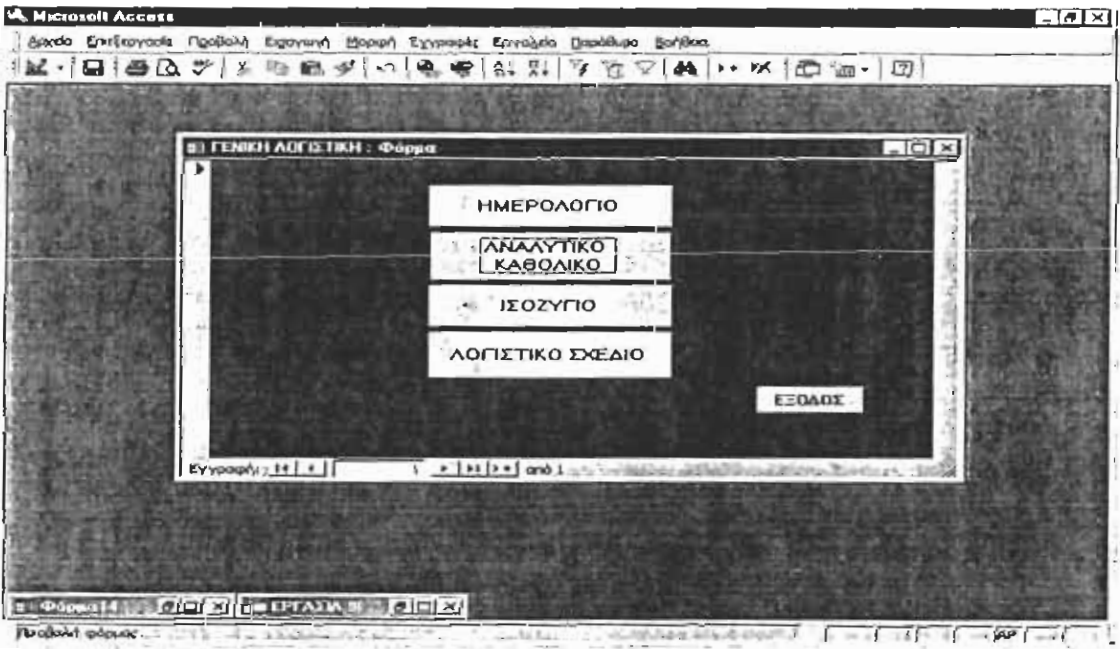 Microsoft Access
Αρχείο Επεξεργασία Προβολή Εισαγωγή Μορφή Εγγραφές Εργαλεία Παράθυρο Βοήθεια
ΓΕΝΙΚΗ ΛΟΓΙΣΤΙΚΗ : Φόρμα
ΗΜΕΡΟΛΟΓΙΟ
ΑΝΑΛΥΤΙΚΟ
ΚΑΘΟΛΙΚΟ
ΙΣΟΖΥΓΙΟ
ΛΟΓΙΣΤΙΚΟ ΣΧΕΔΙΟ
ΕΞΟΔΟΣ
Εγγραφή: 1 από 1
Φόρμα14 ΕΡΓΑΣΙΑ
Προβολή φόρμας